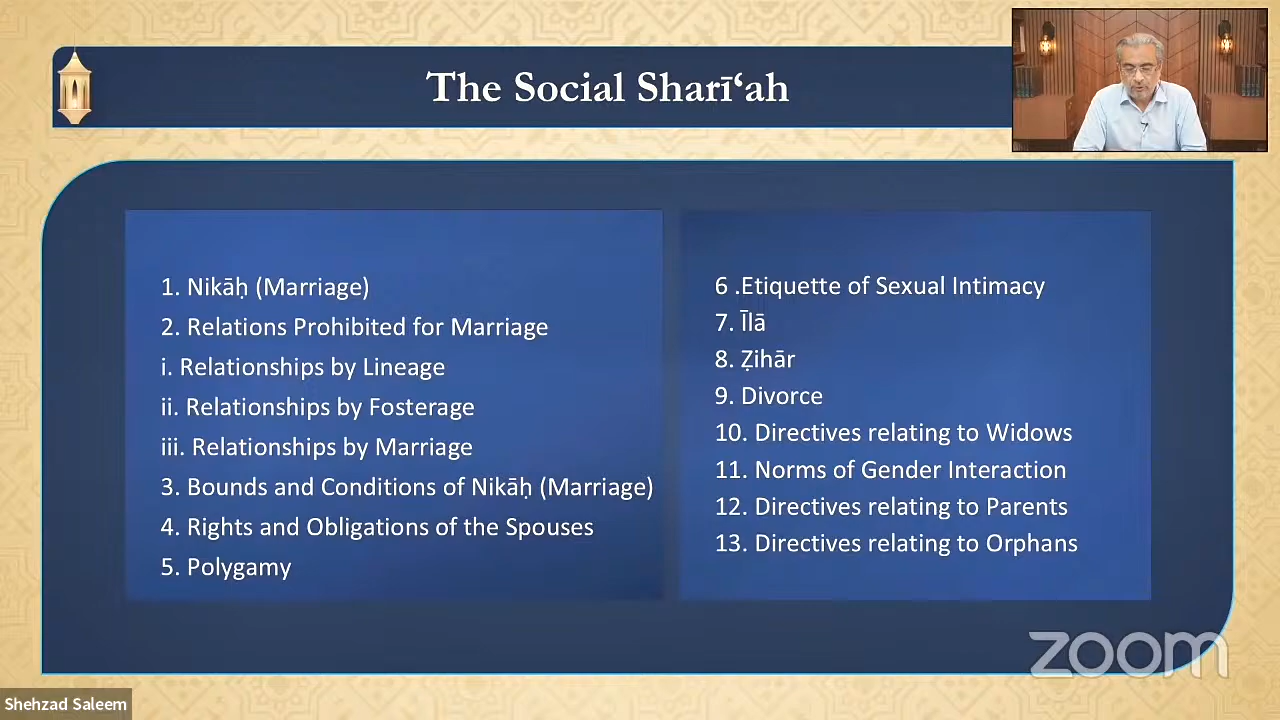 The Social Sharī‘ah
1. Nikāḥ (Marriage)
2. Relations Prohibited for Marriage
i. Relationships by Lineage
ii. Relationships by Fosterage
iii. Relationships by Marriage
3. Bounds and Conditions of Nikāḥ (Marriage)
4. Rights and Obligations of the Spouses
5. Polygamy
6 .Etiquette of Sexual Intimacy
7. Īlā
8. Ẓihār
9. Divorce
10. Directives relating to Widows
11. Norms of Gender Interaction
12. Directives relating to Parents
13. Directives relating to Orphans
zoom
Shehzad Saleem